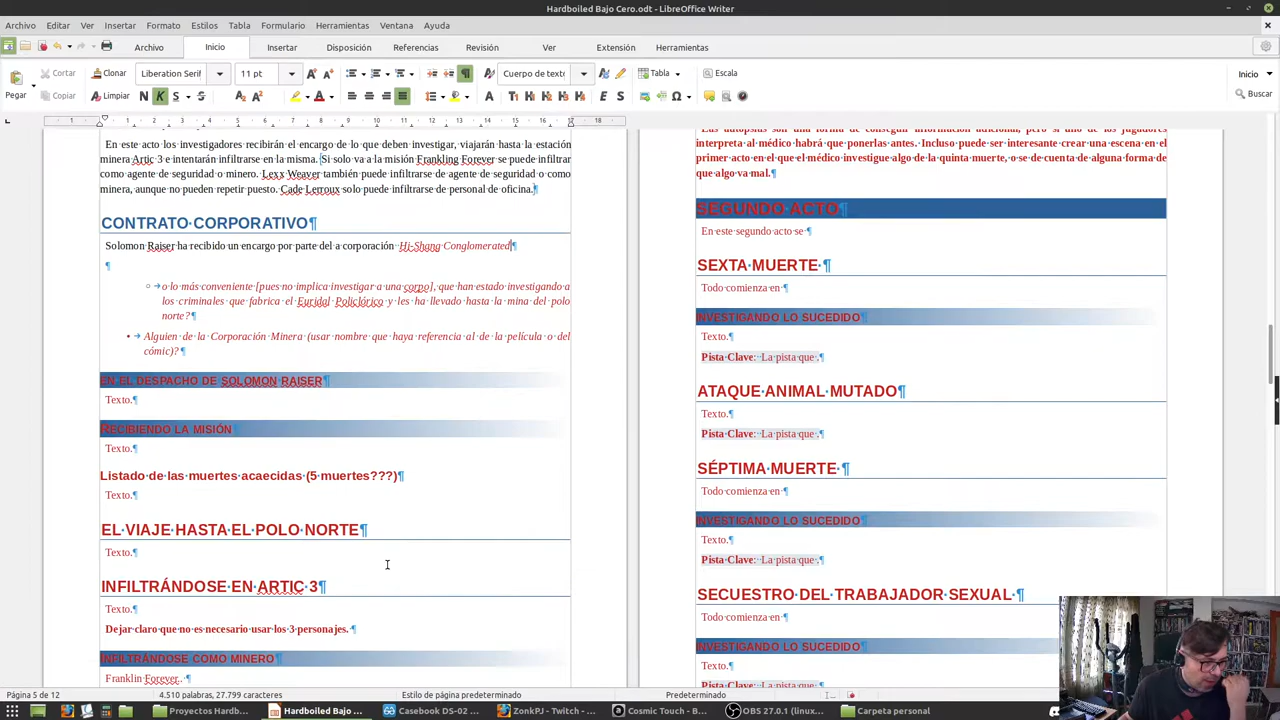 Hardboiled Bajo Cero.odt - LibreOffice Writer
Archivo Editar Ver Insertar Formato Estilos Tabla Formulario Herramientas Ventana Ayuda
Archivo Inicio Insertar Disposición Referencias Revisión Ver Extensión Herramientas
Cortar Clonar Liberation Serif 11 pt Cuerpo de texto Tabla Escala Inicio
Pegar Copiar Limpiar Buscar
En este acto los investigadores recibirán el encargo de lo que deben investigar, viajarán hasta la estación
minera Artic 3 e intentarán infiltrarse en la misma. Si solo va a la misión Frankling Forever se puede infiltrar
como agente de seguridad o minero. Lexx Weaver también puede infiltrarse de agente de seguridad o como
minera, aunque no pueden repetir puesto. Cade Lerroux solo puede infiltrarse de personal de oficina.¶
CONTRATO·CORPORATIVO¶
Solomon Raiser ha recibido un encargo por parte del a corporación Hi-Shang Conglomerated¶
¶
o lo más conveniente [pues no implica investigar a una corpo], que han estado investigando a
los criminales que fabrica el Euridal Policlórico y les ha llevado hasta la mina del polo
norte?¶
• Alguien de la Corporación Minera (usar nombre que haya referencia al de la película o del
cómic)?¶
EN EL DESPACHO DE SOLOMON RAISER¶
Texto.¶
RECIBIENDO LA MISIÓN¶
Texto.¶
Listado·de·las·muertes·acaecidas·(5·muertes???)¶
Texto.¶
EL·VIAJE·HASTA·EL·POLO·NORTE¶
Texto.¶
INFILTRÁNDOSE·EN·ARTIC·3¶
Texto.¶
Dejar claro que no es necesario usar los 3 personajes.·¶
INFILTRÁNDOSE COMO MINERO¶
Franklin Forever..·¶
Las autopsias son una forma de conseguir información adicional, pero si uno de los jugadores
interpreta al médico habrá que ponerlas antes. Incluso puede ser interesante crear una escena en el
primer acto en el que el médico investigue algo de la quinta muerte, o se de cuenta de alguna forma de
que algo va mal.¶
SEGUNDO ACTO¶
En este segundo acto se ¶
SEXTA·MUERTE·¶
Todo comienza en ¶
INVESTIGANDO LO SUCEDIDO¶
Texto.¶
Pista Clave: La pista que .¶
ATAQUE·ANIMAL·MUTADO¶
Texto.¶
Pista Clave: La pista que .¶
SÉPTIMA·MUERTE·¶
Todo comienza en ¶
INVESTIGANDO LO SUCEDIDO¶
Texto.¶
Pista Clave: La pista que .¶
SECUESTRO·DEL·TRABAJADOR·SEXUAL·¶
Todo comienza en ¶
INVESTIGANDO LO SUCEDIDO¶
Texto.¶
Pista Clave: La pista que .¶
Página 5 de 12 4.510 palabras, 27.799 caracteres Estilo de página predeterminado Predeterminado
Proyectos Hardb... Hardboiled Bajo ... Casebook DS-02 ... ZonkPJ - Twitch - ... Cosmic Touch - B... OBS 27.0.1 (linux... Carpeta personal